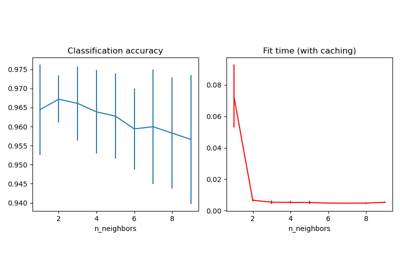 Classification accuracy
0.975
0.970
0.965
0.960
0.955
0.950
0.945
0.940
2 4 6 8
n_neighbors
Fit time (with caching)
0.08
0.06
0.04
0.02
0.00
2 4 6 8
n_neighbors